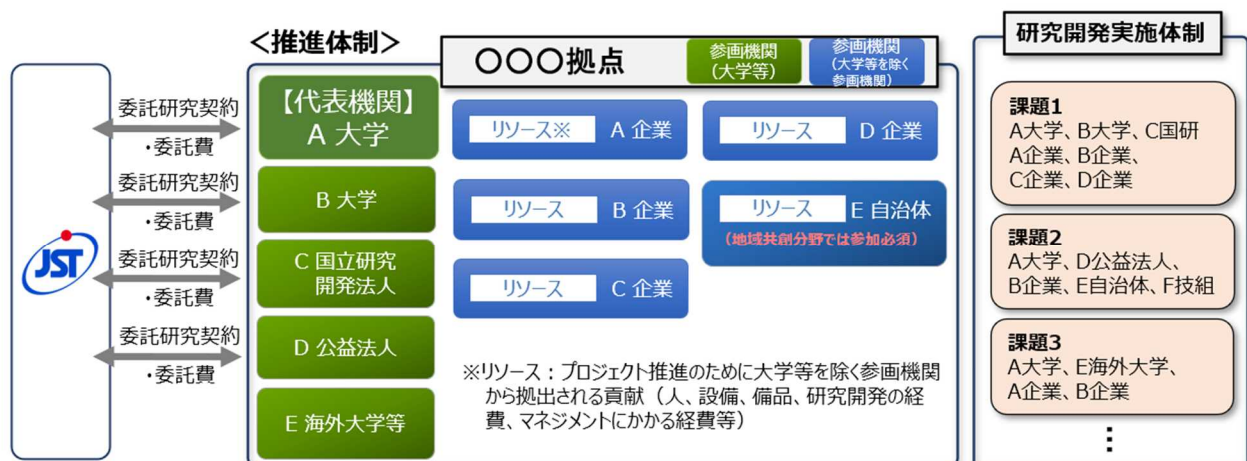 <推進体制>
〇〇〇拠点
参画機関
(大学等)
参画機関
(大学等を除く
参画機関)
JST
委託研究契約
・委託費
委託研究契約
・委託費
委託研究契約
・委託費
委託研究契約
・委託費
【代表機関】
A 大学
B 大学
C 国立研究
開発法人
D 公益法人
E 海外大学等
リソース※ A 企業
リソース D 企業
リソース B 企業
リソース E 自治体
(地域共創分野では参加必須)
リソース C 企業
※リソース：プロジェクト推進のために大学等を除く参画機関
から拠出される貢献（人、設備、備品、研究開発の経
費、マネジメントにかかる経費等）
研究開発実施体制
課題1
A大学、B大学、C国研
A企業、B企業、
C企業、D企業
課題2
A大学、D公益法人、
B企業、E自治体、F技組
課題3
A大学、E海外大学、
A企業、B企業
⋮